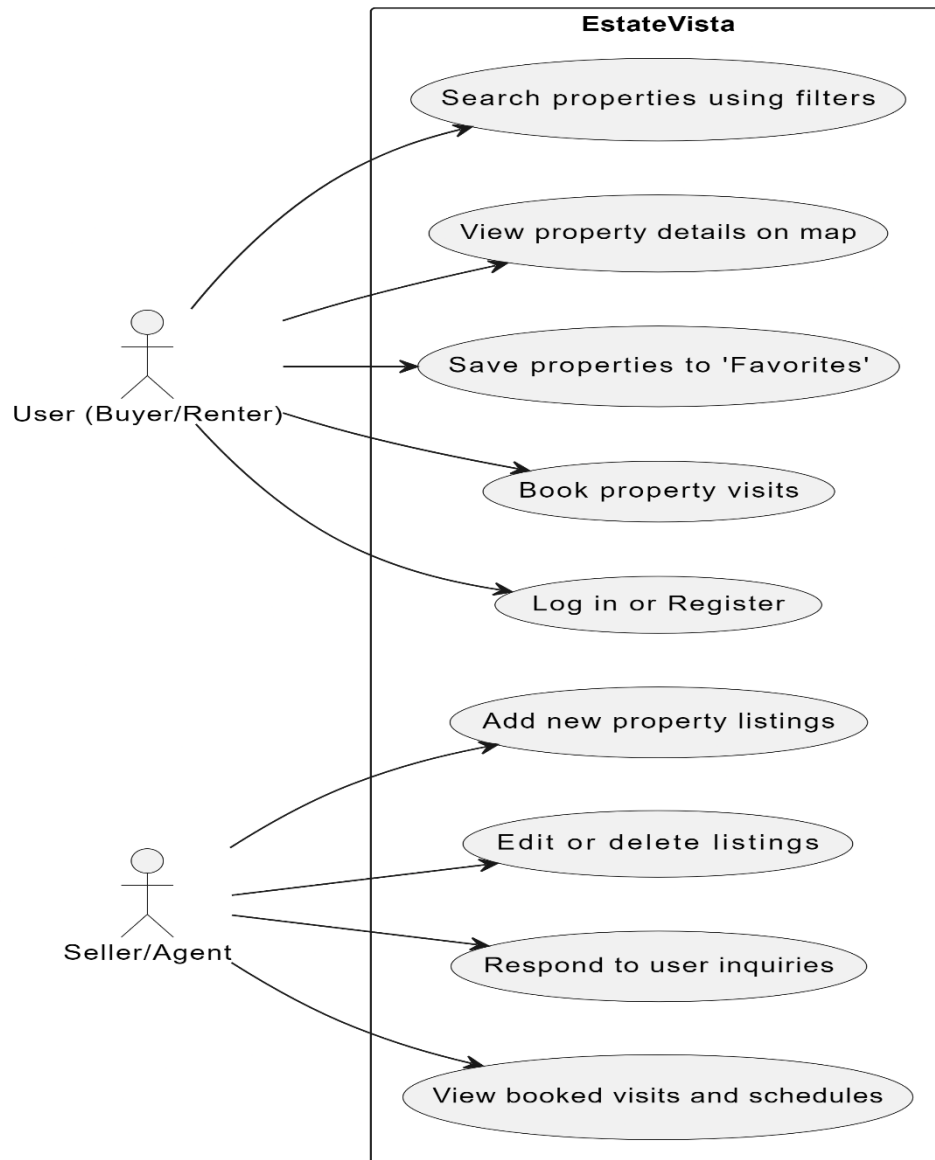 EstateVista
Search properties using filters
View property details on map
Save properties to 'Favorites'
User (Buyer/Renter)
Book property visits
Log in or Register
Add new property listings
Edit or delete listings
Seller/Agent
Respond to user inquiries
View booked visits and schedules